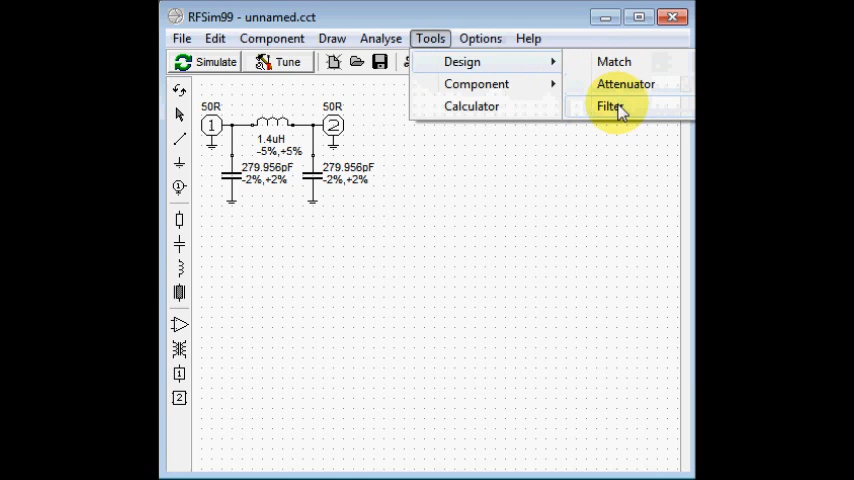 RFSim99 - unnamed.cct
File Edit Component Draw Analyse Tools Options Help
Simulate Tune
Design
Component
Calculator
Match
Attenuator
Filter
50R 50R
1 2
1.4uH
-5%,+5%
279.956pF 279.956pF
-2%,+2% -2%,+2%
1
1
2